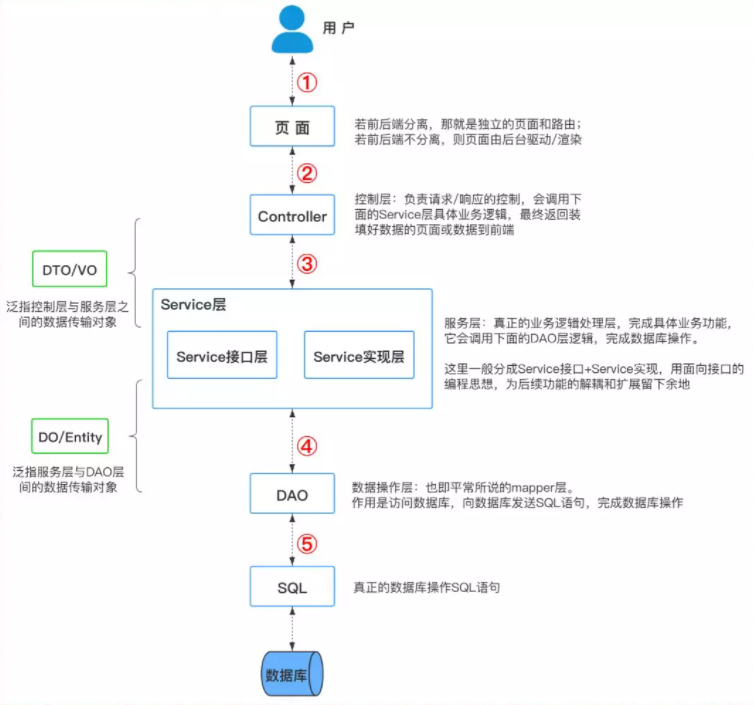 用 户
①
页 面
若前后端分离，那就是独立的页面和路由；
若前后端不分离，则页面由后台驱动/渲染
②
Controller
控制层：负责请求/响应的控制，会调用下
面的Service层具体业务逻辑，最终返回装
填好数据的页面或数据到前端
③
DTO/VO
泛指控制层与服务层之
间的数据传输对象
Service层
Service接口层
Service实现层
服务层：真正的业务逻辑处理层，完成具体业务功能，
它会调用下面的DAO层逻辑，完成数据库操作。
这里一般分成Service接口+Service实现，用面向接口的
编程思想，为后续功能的解耦和扩展留下余地
DO/Entity
泛指服务层与DAO层
间的数据传输对象
④
DAO
数据操作层：也即平常所说的mapper层。
作用是访问数据库，向数据库发送SQL语句，完成数据库操作
⑤
SQL
真正的数据库操作SQL语句
数据库